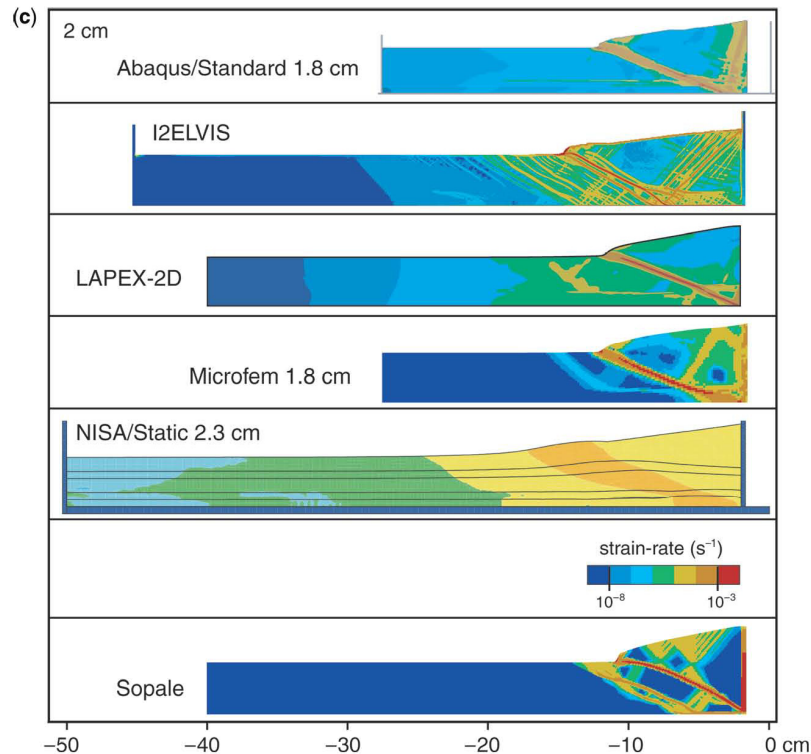 (c)
2 cm
Abaqus/Standard 1.8 cm
I2ELVIS
LAPEX-2D
Microfem 1.8 cm
NISA/Static 2.3 cm
strain-rate (s⁻¹)
10⁻⁸ 10⁻³
Sopale
−50 −40 −30 −20 −10 0 cm